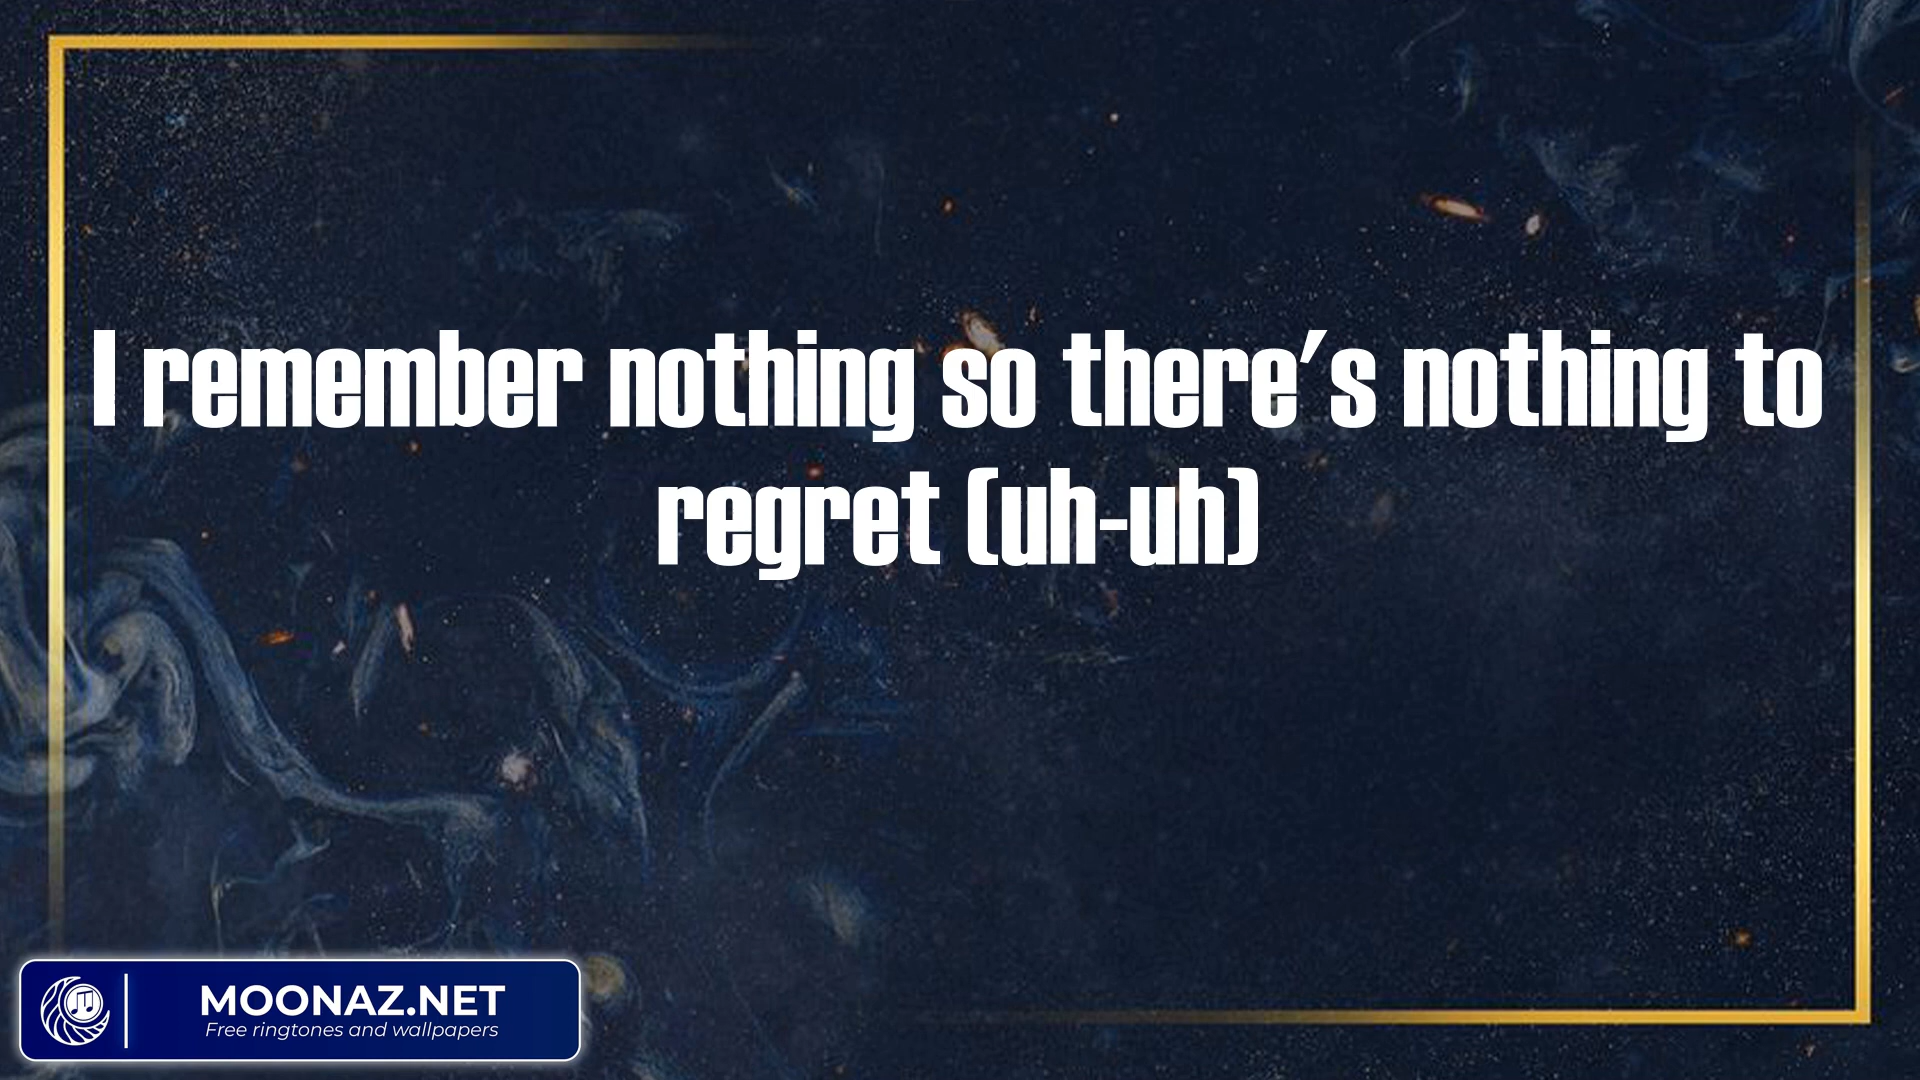 I remember nothing so there's nothing to
regret (uh-uh)
MOONAZ.NET
Free ringtones and wallpapers